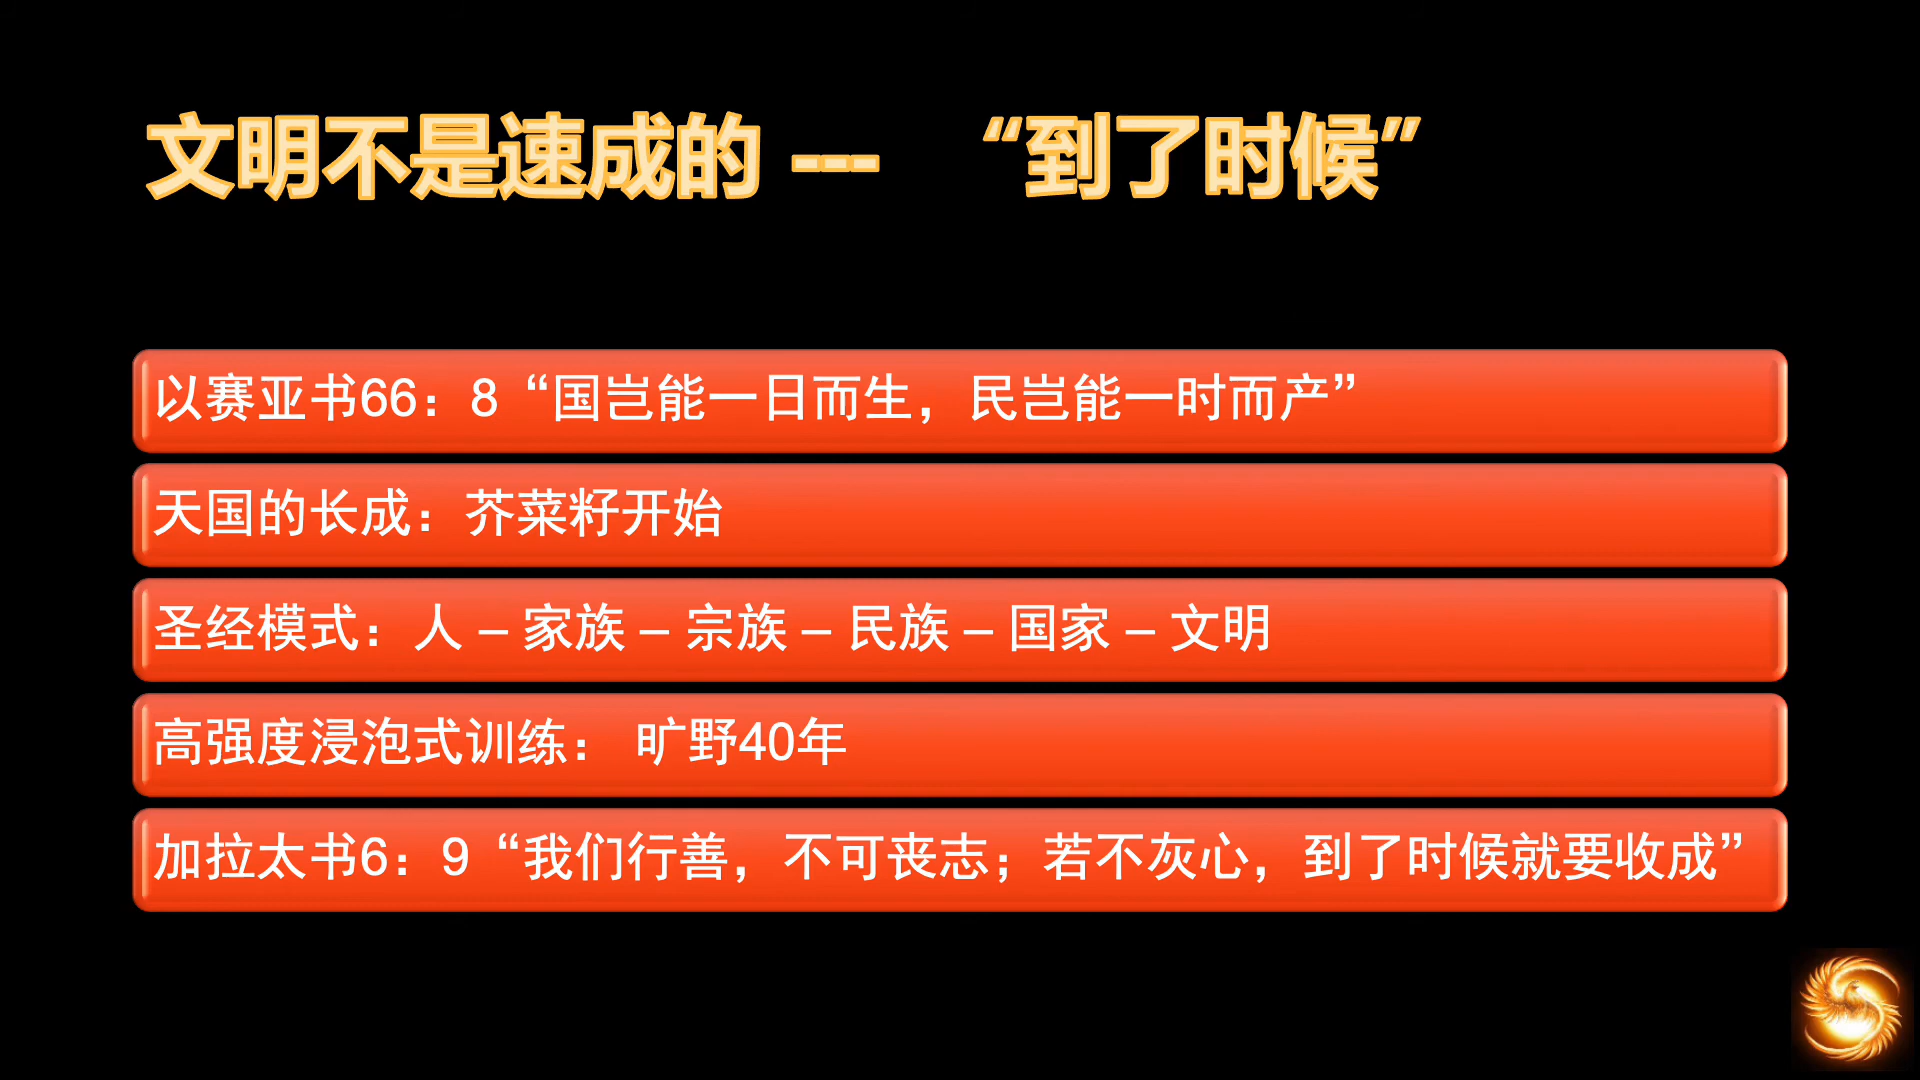 文明不是速成的 --- “到了时候”
以赛亚书66：8“国岂能一日而生，民岂能一时而产”
天国的长成：芥菜籽开始
圣经模式：人 – 家族 – 宗族 – 民族 – 国家 – 文明
高强度浸泡式训练： 旷野40年
加拉太书6：9“我们行善，不可丧志；若不灰心，到了时候就要收成”